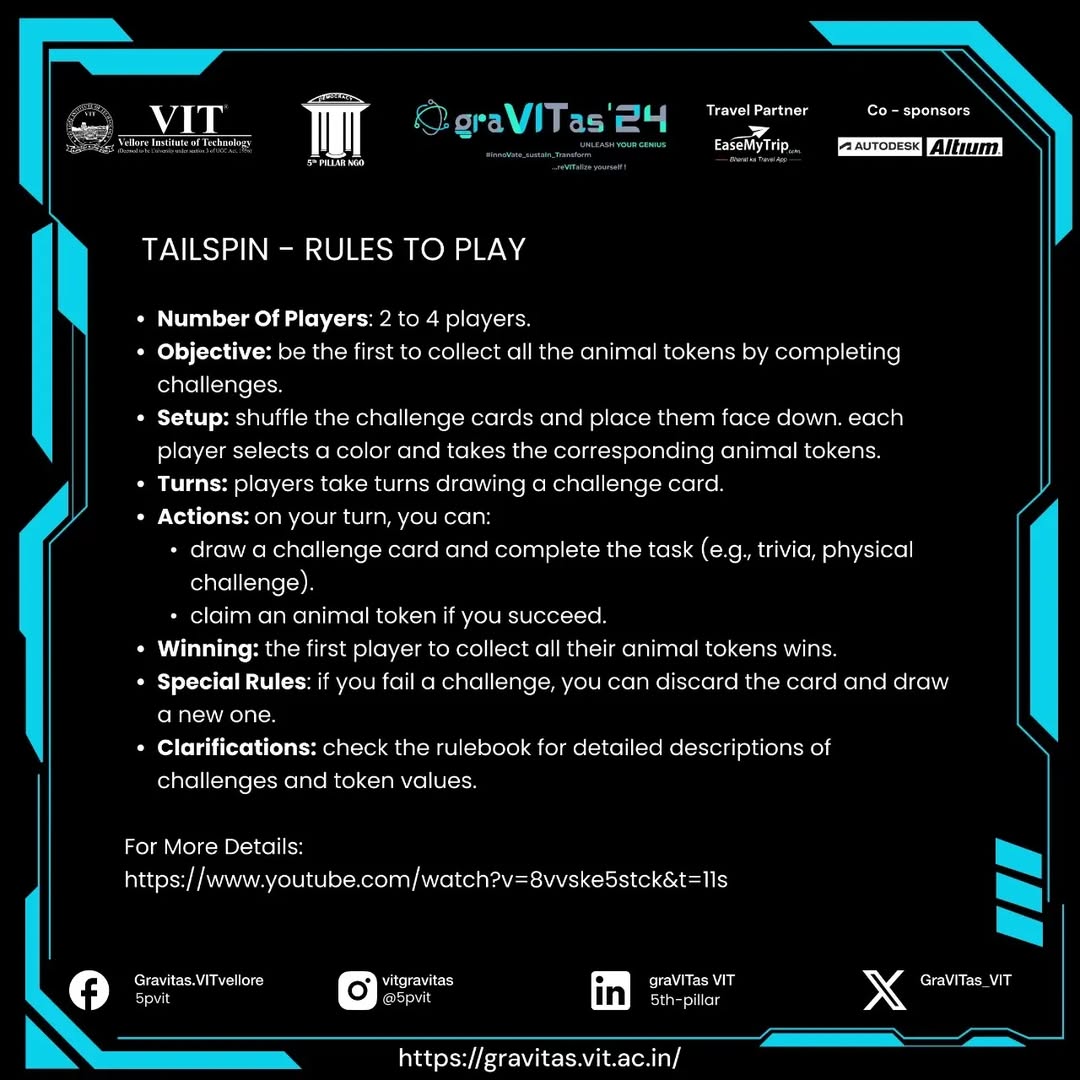 VIT
Vellore Institute of Technology
(Deemed to be University under section 3 of UGC Act, 1956)
DEMOCRACY
5th PILLAR NGO
graVITas'24
UNLEASH YOUR GENIUS
#innoVate_sustain_Transform
...reVITalize yourself !
Travel Partner
EaseMyTrip.com
Bharat ka Travel App
Co - sponsors
AUTODESK Altium
TAILSPIN - RULES TO PLAY
• Number Of Players: 2 to 4 players.
• Objective: be the first to collect all the animal tokens by completing
challenges.
• Setup: shuffle the challenge cards and place them face down. each
player selects a color and takes the corresponding animal tokens.
• Turns: players take turns drawing a challenge card.
• Actions: on your turn, you can:
• draw a challenge card and complete the task (e.g., trivia, physical
challenge).
• claim an animal token if you succeed.
• Winning: the first player to collect all their animal tokens wins.
• Special Rules: if you fail a challenge, you can discard the card and draw
a new one.
• Clarifications: check the rulebook for detailed descriptions of
challenges and token values.
For More Details:
https://www.youtube.com/watch?v=8vvske5stck&t=11s
Gravitas.VITvellore
5pvit
vitgravitas
@5pvit
graVITas VIT
5th-pillar
GraVITas_VIT
https://gravitas.vit.ac.in/